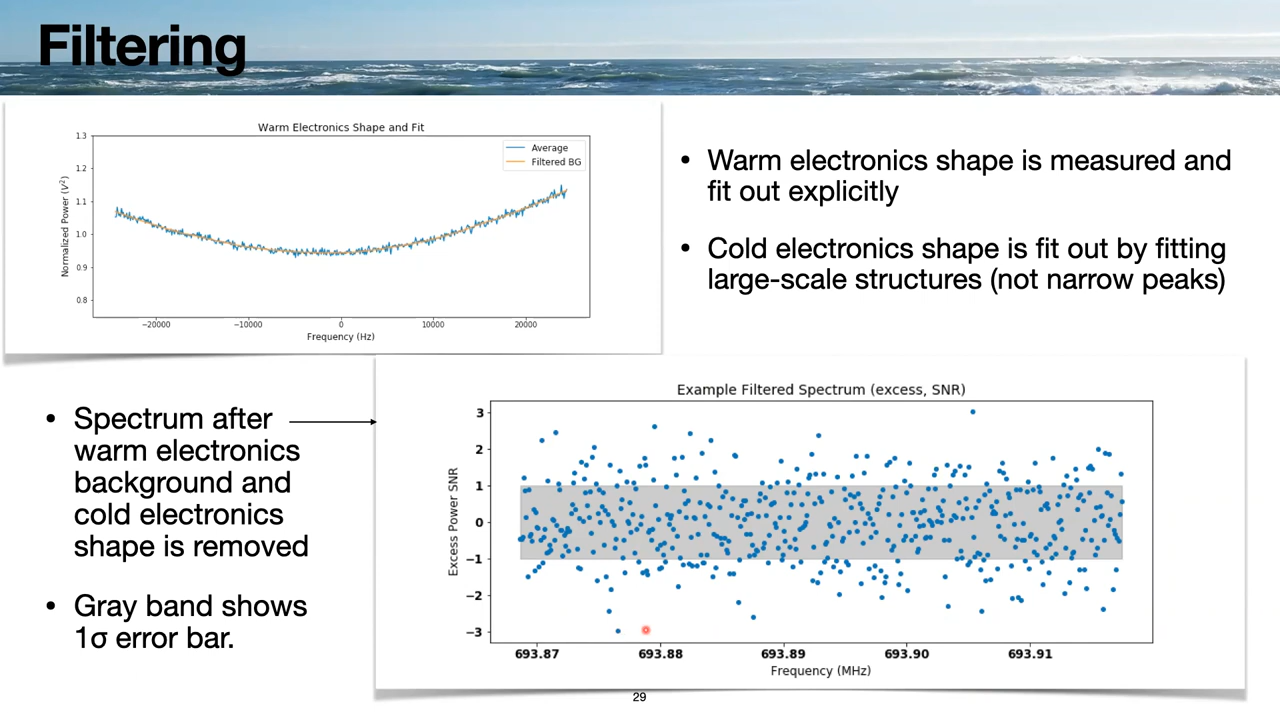 Filtering
Warm Electronics Shape and Fit
1.3
1.2
1.1
1.0
0.9
0.8
Normalized Power (V²)
Average
Filtered BG
−20000
−10000
0
10000
20000
Frequency (Hz)
• Warm electronics shape is measured and
fit out explicitly
• Cold electronics shape is fit out by fitting
large-scale structures (not narrow peaks)
• Spectrum after
warm electronics
background and
cold electronics
shape is removed
• Gray band shows
1σ error bar.
Example Filtered Spectrum (excess, SNR)
3
2
1
0
−1
−2
−3
Excess Power SNR
693.87
693.88
693.89
693.90
693.91
Frequency (MHz)
29